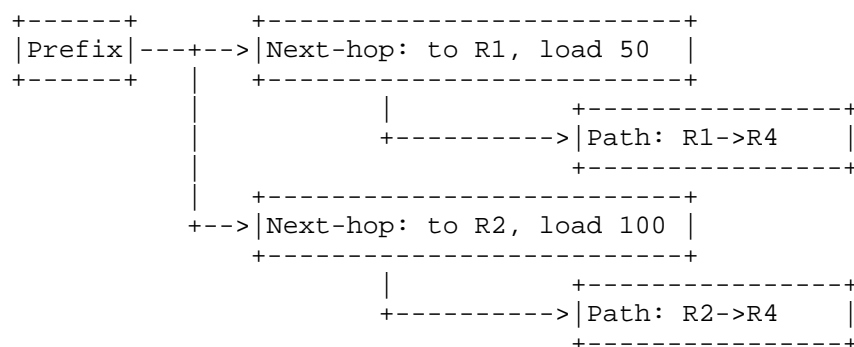 Prefix
Next-hop: to R1, load 50
Path: R1->R4
Next-hop: to R2, load 100
Path: R2->R4